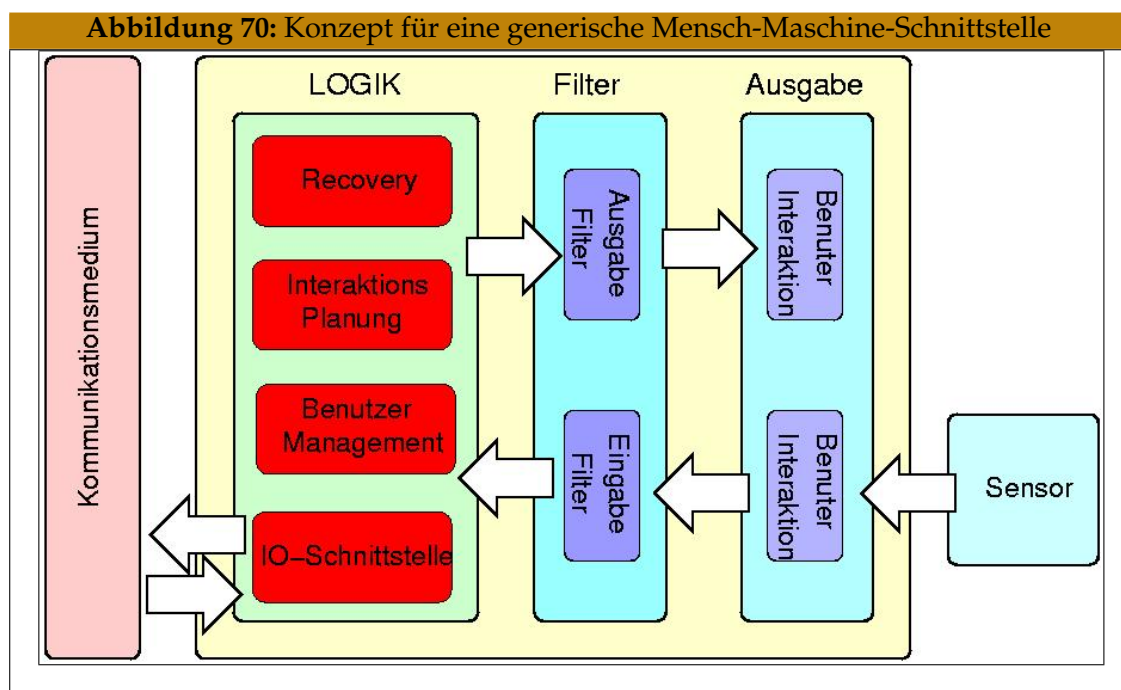 Abbildung 70: Konzept für eine generische Mensch-Maschine-Schnittstelle
Kommunikationsmedium
LOGIK
Recovery
Interaktions
Planung
Benutzer
Management
IO–Schnittstelle
Filter
Ausgabe
Filter
Eingabe
Filter
Ausgabe
Benuter
Interaktion
Benuter
Interaktion
Sensor